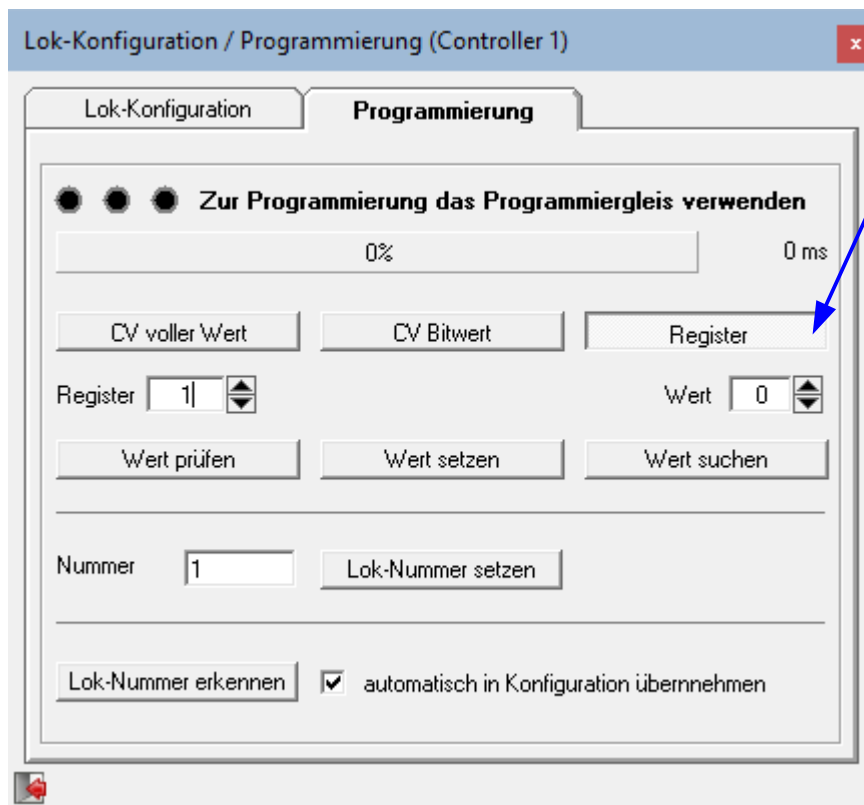 Lok-Konfiguration / Programmierung (Controller 1)
x
Lok-Konfiguration Programmierung
Zur Programmierung das Programmiergleis verwenden
0% 0 ms
CV voller Wert CV Bitwert Register
Register 1 Wert 0
Wert prüfen Wert setzen Wert suchen
Nummer 1 Lok-Nummer setzen
Lok-Nummer erkennen automatisch in Konfiguration übernnehmen